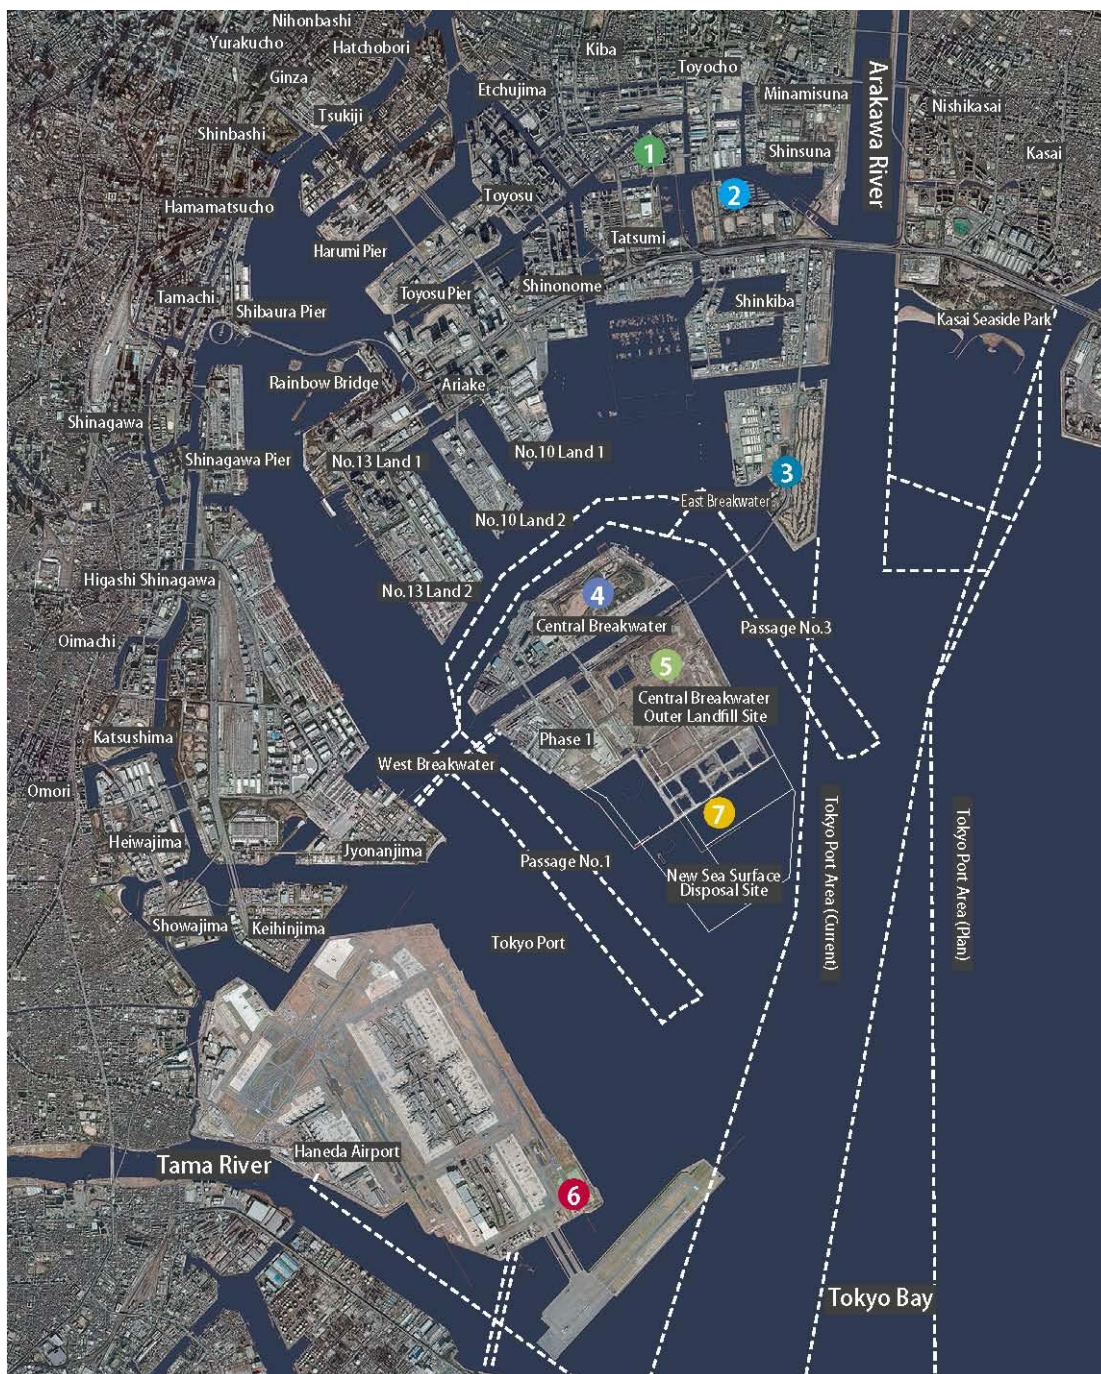 Nihonbashi
Yurakucho
Hatchobori
Kiba
Toyocho
Ginza
Etchujima
Minamisuna
Arakawa River
Nishikasai
Tsukiji
Shinbashi
1
Shinsuna
Kasai
Hamamatsucho
Toyosu
2
Harumi Pier
Tatsumi
Tamachi
Shibaura Pier
Toyosu Pier
Shinonome
Shinkiba
Kasai Seaside Park
Rainbow Bridge
Ariake
Shinagawa
Shinagawa Pier
No.13 Land 1
No.10 Land 1
3
East Breakwater
No.10 Land 2
Higashi Shinagawa
No.13 Land 2
4
Central Breakwater
Passage No.3
Oimachi
5
Central Breakwater
Outer Landfill Site
Katsushima
Phase 1
West Breakwater
Omori
7
Tokyo Port Area (Current)
Tokyo Port Area (Plan)
Heiwajima
Jyonanjima
Passage No.1
New Sea Surface
Disposal Site
Showajima
Keihinjima
Tokyo Port
Haneda Airport
Tama River
6
Tokyo Bay